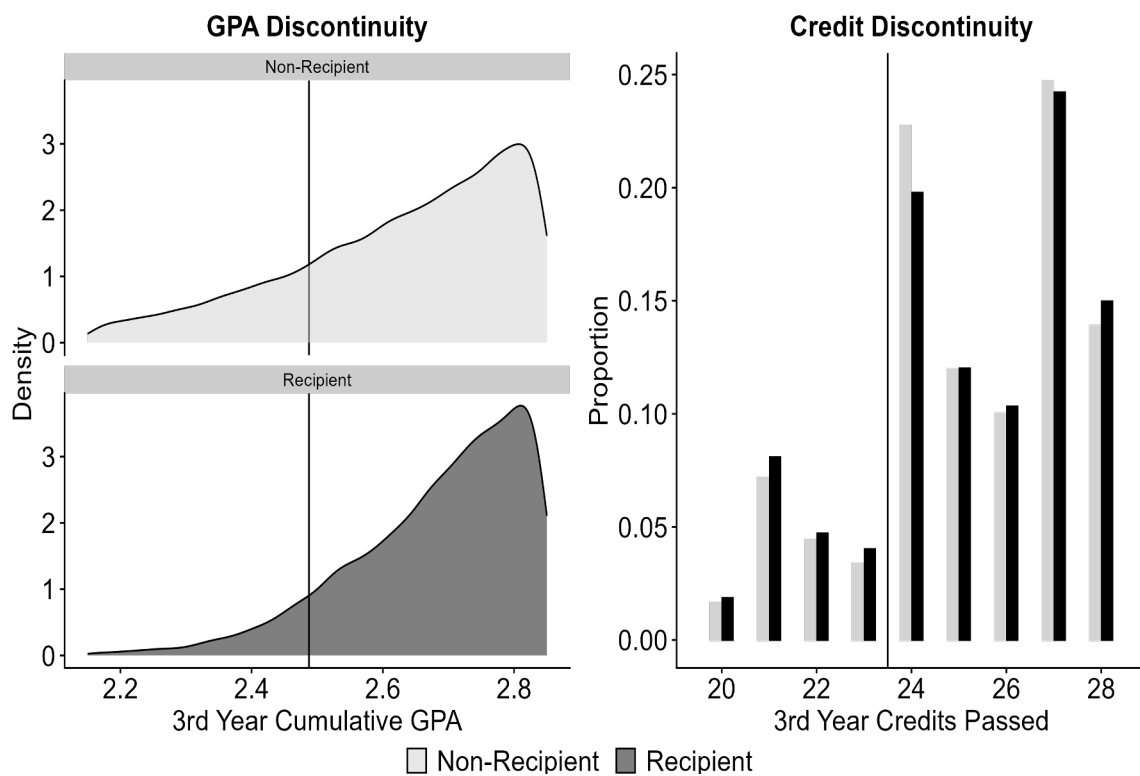 GPA Discontinuity
Non-Recipient
3
2
1
0
Density
Recipient
3
2
1
0
2.2 2.4 2.6 2.8
3rd Year Cumulative GPA
Credit Discontinuity
0.25
0.20
0.15
0.10
0.05
0.00
Proportion
20 22 24 26 28
3rd Year Credits Passed
Non-Recipient Recipient